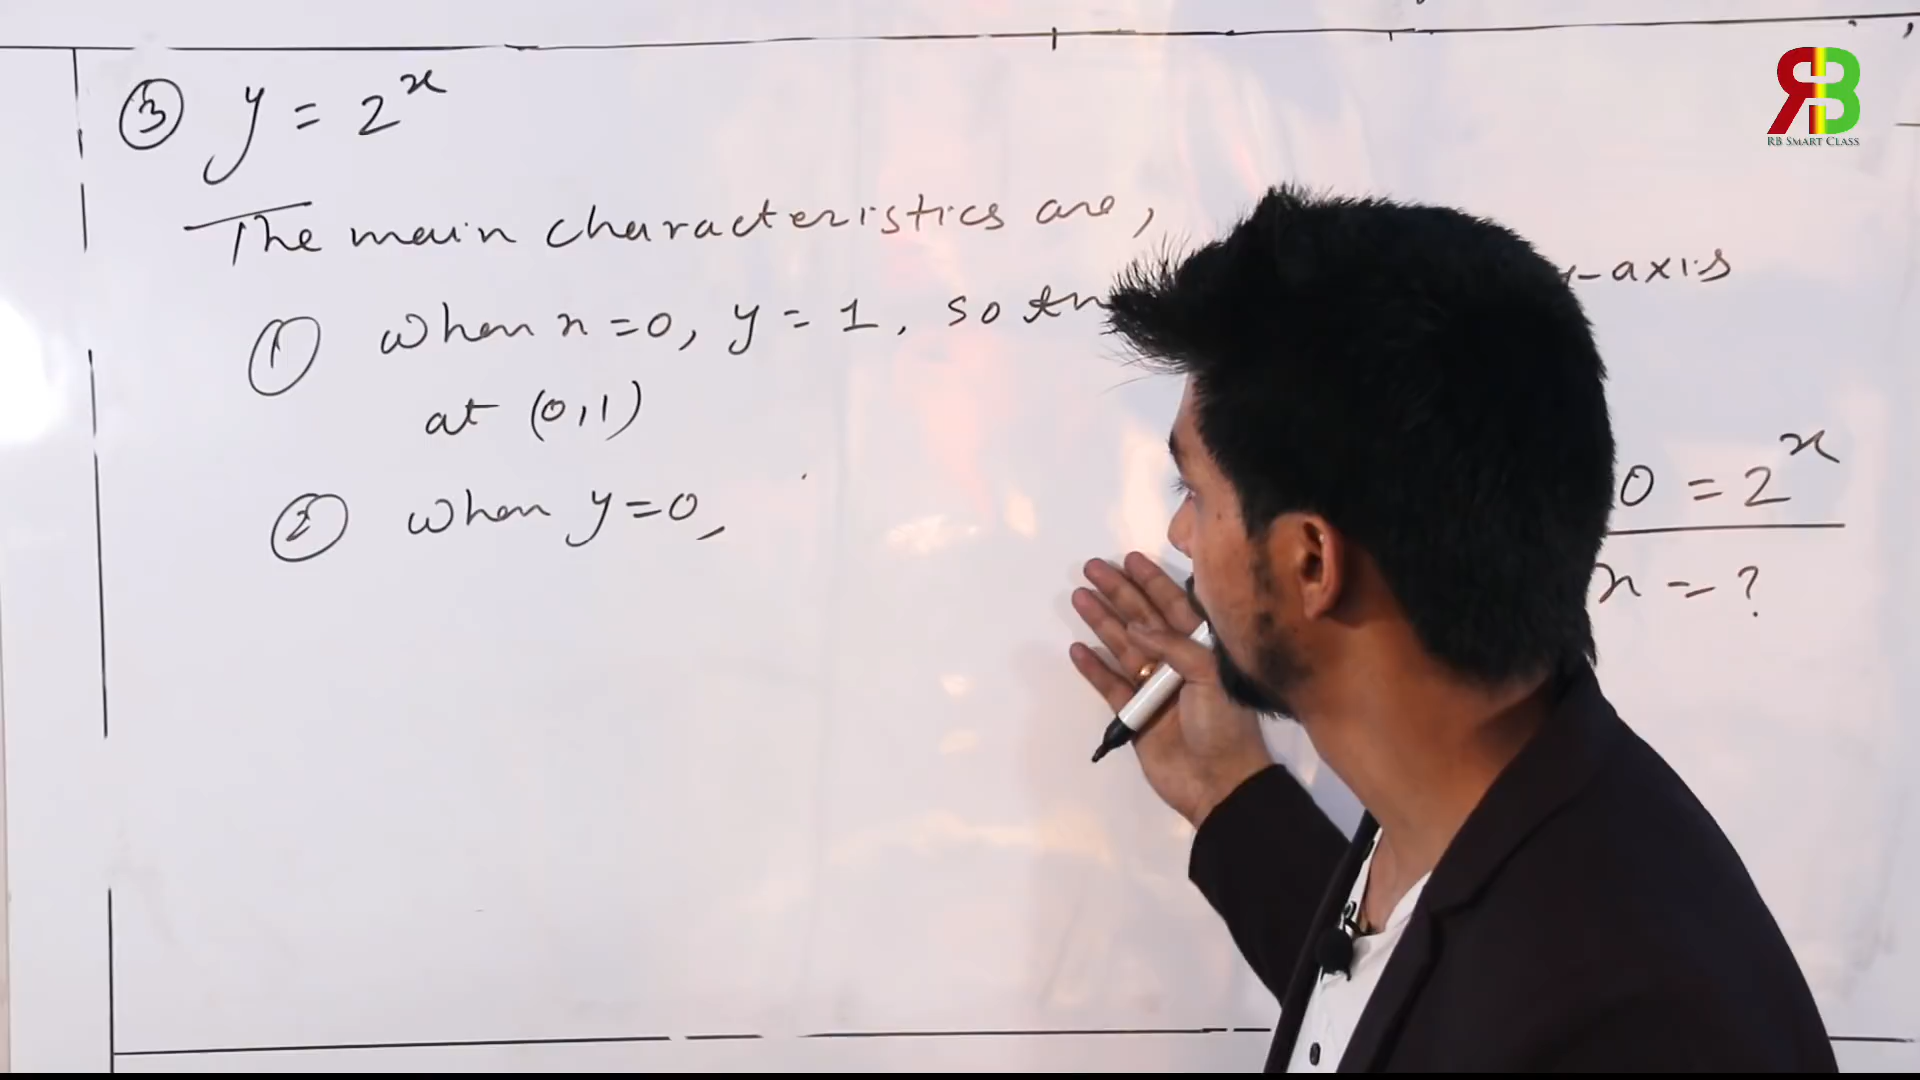 ③ y = 2^x
The main characteristics are,
① when x = 0, y = 1, so -axis
at (0,1)
② when y = 0,
0 = 2^x
x = ?
RB
RB SMART CLASS